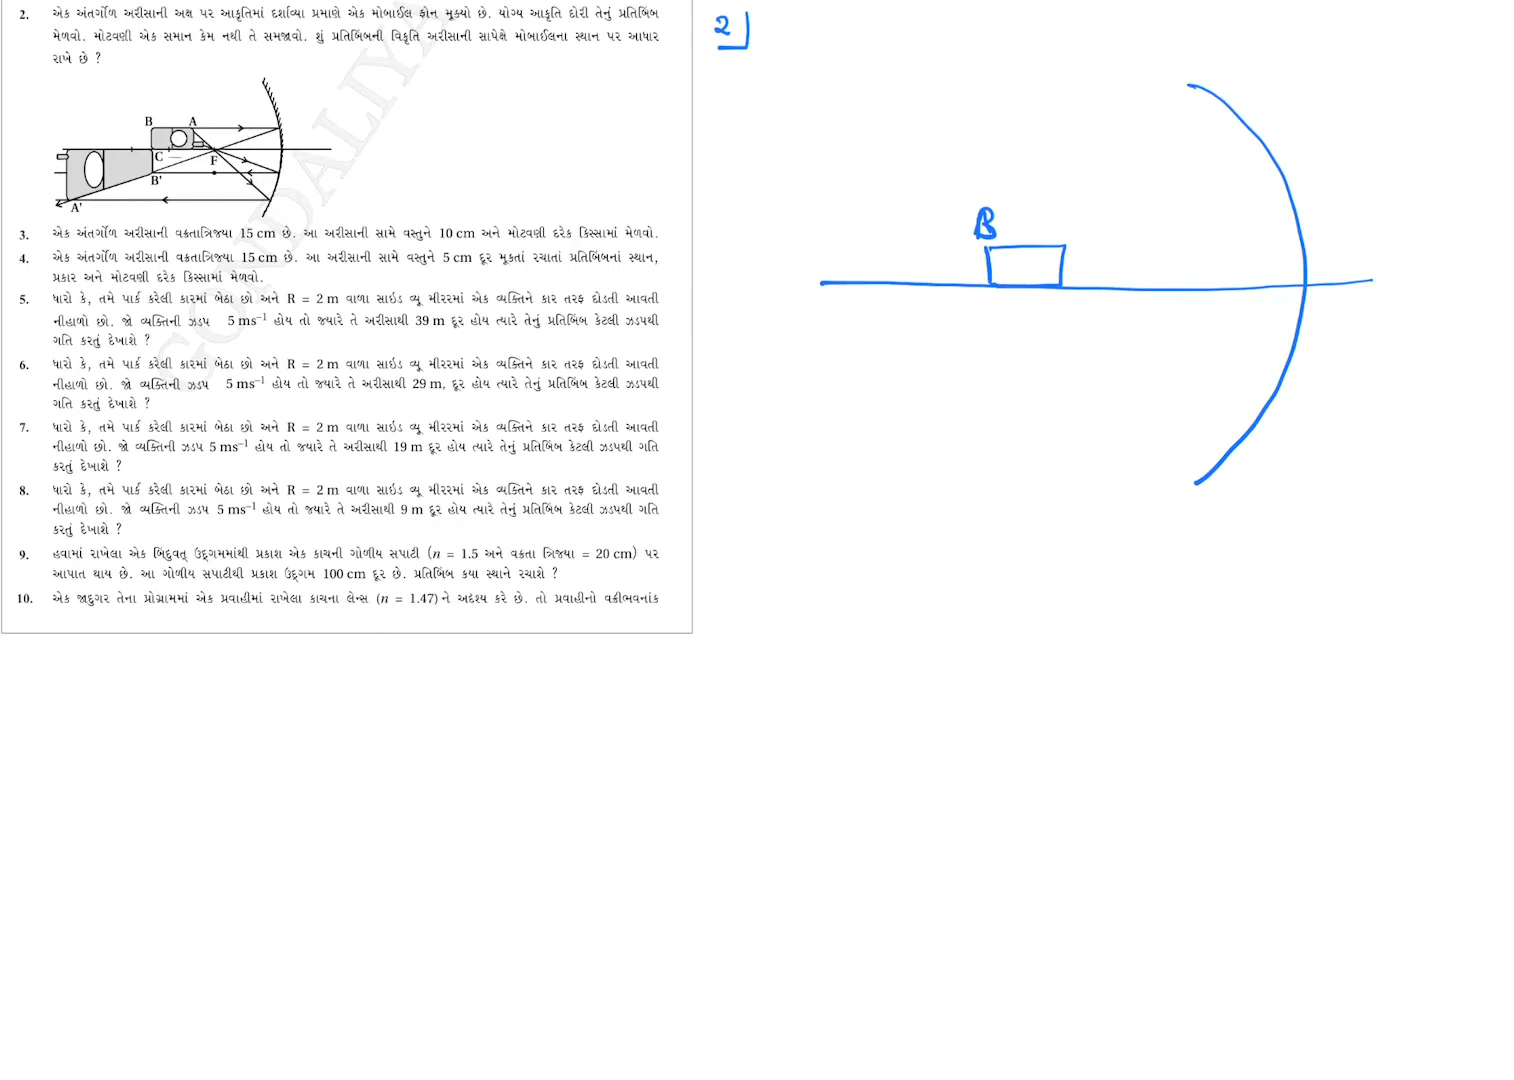 2. એક અંતર્ગોળ અરીસાની અક્ષ પર આકૃતિમાં દર્શાવ્યા પ્રમાણે એક મોબાઈલ ફોન મૂક્યો છે. યોગ્ય આકૃતિ દોરી તેનું પ્રતિબિંબ
મેળવો. મોટવણી એક સમાન કેમ નથી તે સમજાવો. શું પ્રતિબિંબની વિકૃતિ અરીસાની સાપેક્ષે મોબાઈલના સ્થાન પર આધાર
રાખે છે ?
B A
C F
B'
A'
3. એક અંતર્ગોળ અરીસાની વક્રતાત્રિજ્યા 15 cm છે. આ અરીસાની સામે વસ્તુને 10 cm અને મોટવણી દરેક કિસ્સામાં મેળવો.
4. એક અંતર્ગોળ અરીસાની વક્રતાત્રિજ્યા 15 cm છે. આ અરીસાની સામે વસ્તુને 5 cm દૂર મૂકતાં રચાતાં પ્રતિબિંબનાં સ્થાન,
પ્રકાર અને મોટવણી દરેક કિસ્સામાં મેળવો.
5. ધારો કે, તમે પાર્ક કરેલી કારમાં બેઠા છો અને R = 2 m વાળા સાઇડ વ્યૂ મીરરમાં એક વ્યક્તિને કાર તરફ દોડતી આવતી
નીહાળો છો. જો વ્યક્તિની ઝડપ 5 ms⁻¹ હોય તો જ્યારે તે અરીસાથી 39 m દૂર હોય ત્યારે તેનું પ્રતિબિંબ કેટલી ઝડપથી
ગતિ કરતું દેખાશે ?
6. ધારો કે, તમે પાર્ક કરેલી કારમાં બેઠા છો અને R = 2 m વાળા સાઇડ વ્યૂ મીરરમાં એક વ્યક્તિને કાર તરફ દોડતી આવતી
નીહાળો છો. જો વ્યક્તિની ઝડપ 5 ms⁻¹ હોય તો જ્યારે તે અરીસાથી 29 m, દૂર હોય ત્યારે તેનું પ્રતિબિંબ કેટલી ઝડપથી
ગતિ કરતું દેખાશે ?
7. ધારો કે, તમે પાર્ક કરેલી કારમાં બેઠા છો અને R = 2 m વાળા સાઇડ વ્યૂ મીરરમાં એક વ્યક્તિને કાર તરફ દોડતી આવતી
નીહાળો છો. જો વ્યક્તિની ઝડપ 5 ms⁻¹ હોય તો જ્યારે તે અરીસાથી 19 m દૂર હોય ત્યારે તેનું પ્રતિબિંબ કેટલી ઝડપથી ગતિ
કરતું દેખાશે ?
8. ધારો કે, તમે પાર્ક કરેલી કારમાં બેઠા છો અને R = 2 m વાળા સાઇડ વ્યૂ મીરરમાં એક વ્યક્તિને કાર તરફ દોડતી આવતી
નીહાળો છો. જો વ્યક્તિની ઝડપ 5 ms⁻¹ હોય તો જ્યારે તે અરીસાથી 9 m દૂર હોય ત્યારે તેનું પ્રતિબિંબ કેટલી ઝડપથી ગતિ
કરતું દેખાશે ?
9. હવામાં રાખેલા એક બિંદુવત્ ઉદ્ગમમાંથી પ્રકાશ એક કાચની ગોળીય સપાટી (n = 1.5 અને વક્રતા ત્રિજ્યા = 20 cm) પર
આપાત થાય છે. આ ગોળીય સપાટીથી પ્રકાશ ઉદ્ગમ 100 cm દૂર છે. પ્રતિબિંબ કયા સ્થાને રચાશે ?
10. એક જાદુગર તેના પ્રોગ્રામમાં એક પ્રવાહીમાં રાખેલા કાચના લેન્સ (n = 1.47) ને અદૃશ્ય કરે છે. તો પ્રવાહીનો વક્રીભવનાંક
GONDALIYA
2
B